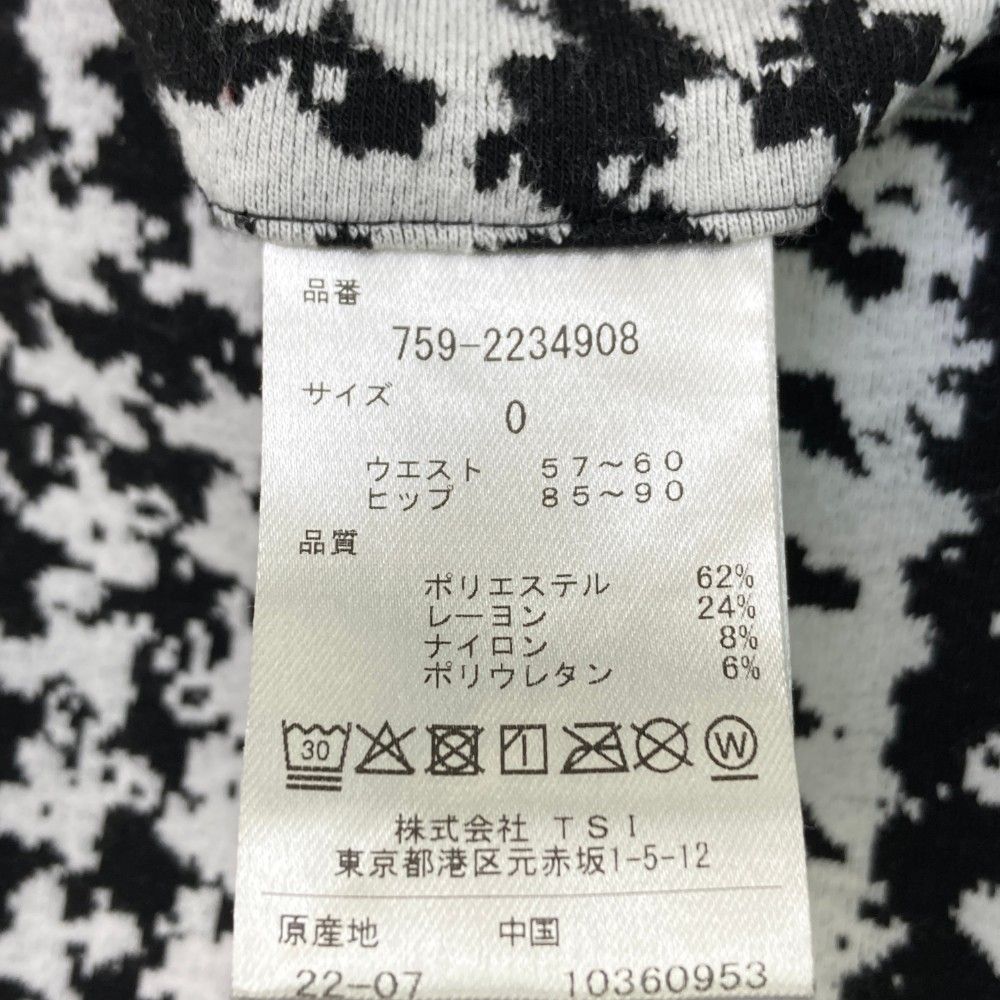 品番
759-2234908
サイズ
0
ウエスト 57～60
ヒップ 85～90
品質
ポリエステル 62%
レーヨン 24%
ナイロン 8%
ポリウレタン 6%
30 W
株式会社 TSI
東京都港区元赤坂1-5-12
原産地 中国
22-07 10360953